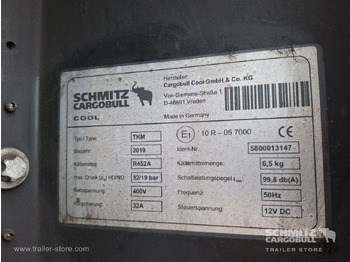 SCHMITZ
CARGOBULL
COOL
Hersteller:
Cargobull Cool GmbH & Co. KG
Von-Siemens-Straße 1
D-48691 Vreden
Made in Germany
Typ / Type: TKM
E1 10 R - 05 7000 CE
Baujahr: 2019
Ident-Nr.: 5800013147
Kältemittel: R452A
Kältemittelmenge: 6,5 kg
max. Druck HD/ND: 32/19 bar
Schallleistungspegel 99,8 db(A)
Netzspannung: 400V
Frequenz: 50Hz
32A
Steuerspannung: 12V DC
© www.trailer-store.com
TRAILER STORE